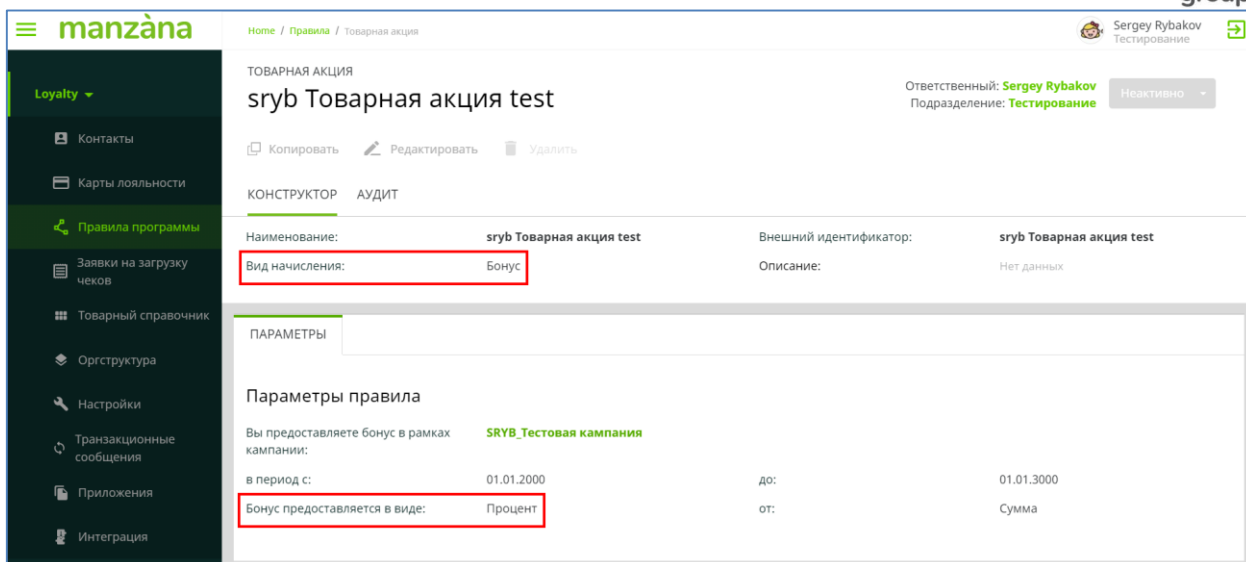 group
manzàna
Home / Правила / Товарная акция
Sergey Rybakov
Тестирование
Loyalty
Контакты
Карты лояльности
Правила программы
Заявки на загрузку
чеков
Товарный справочник
Оргструктура
Настройки
Транзакционные
сообщения
Приложения
Интеграция
ТОВАРНАЯ АКЦИЯ
sryb Товарная акция test
Ответственный: Sergey Rybakov
Подразделение: Тестирование
Неактивно
Копировать Редактировать Удалить
КОНСТРУКТОР АУДИТ
Наименование: sryb Товарная акция test Внешний идентификатор: sryb Товарная акция test
Вид начисления: Бонус Описание: Нет данных
ПАРАМЕТРЫ
Параметры правила
Вы предоставляете бонус в рамках SRYB_Тестовая кампания
кампании:
в период с: 01.01.2000 до: 01.01.3000
Бонус предоставляется в виде: Процент от: Сумма